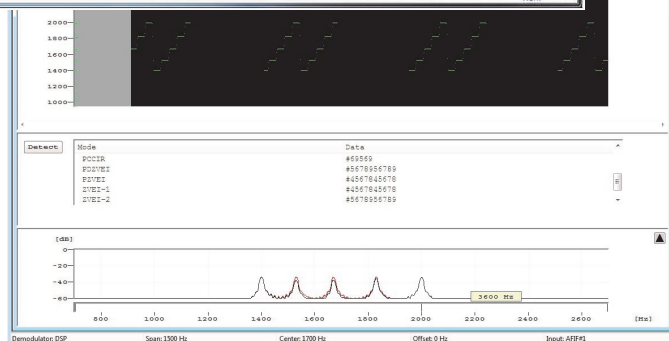 2000
1800
1600
1400
1200
1000
Detect
Mode Data
PCCIR #69569
PDZVEI #5678956789
PZVEI #4567845678
ZVEI-1 #4567845678
ZVEI-2 #5678956789
[dB]
0
-20
-40
-60
3600 Hz
800 1000 1200 1400 1600 1800 2000 2200 2400 2600 [Hz]
Demodulator: DSP Span: 1500 Hz Center: 1700 Hz Offset: 0 Hz Input: AFIF#1